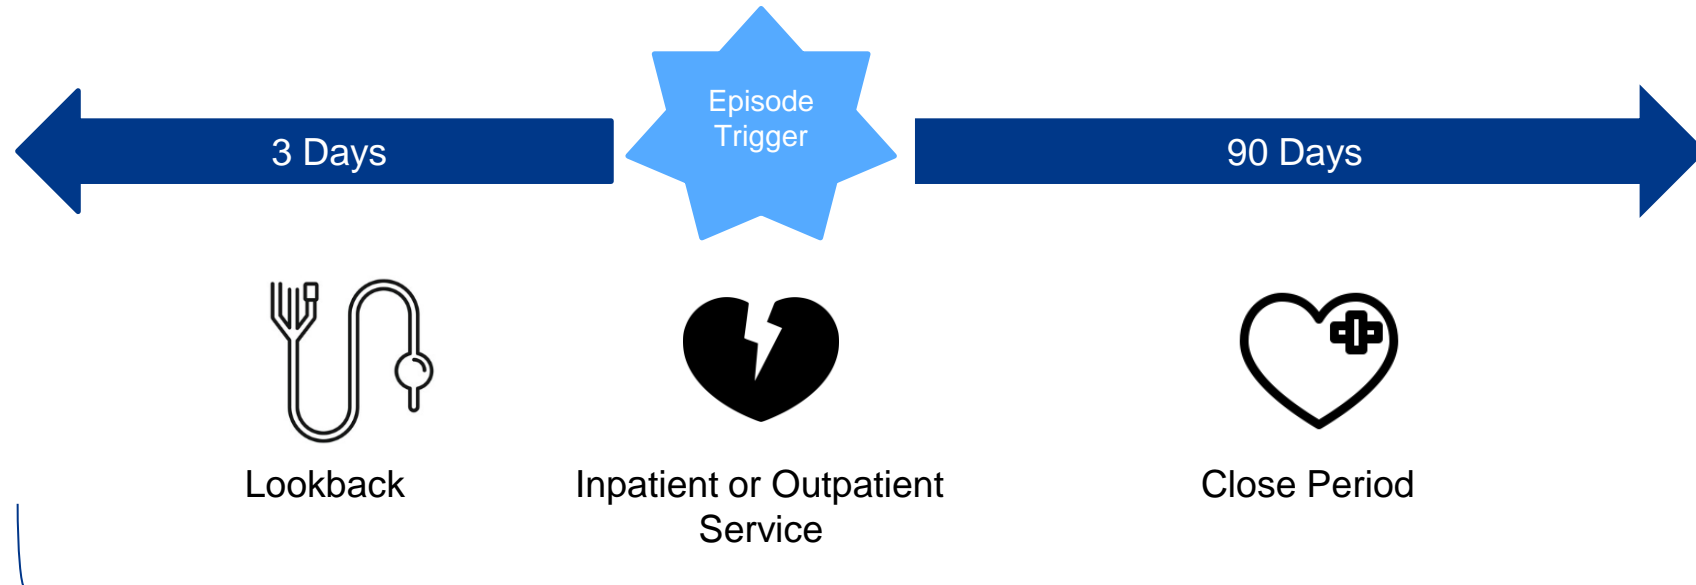 Episode
Trigger
3 Days
90 Days
Lookback
Inpatient or Outpatient
Service
Close Period